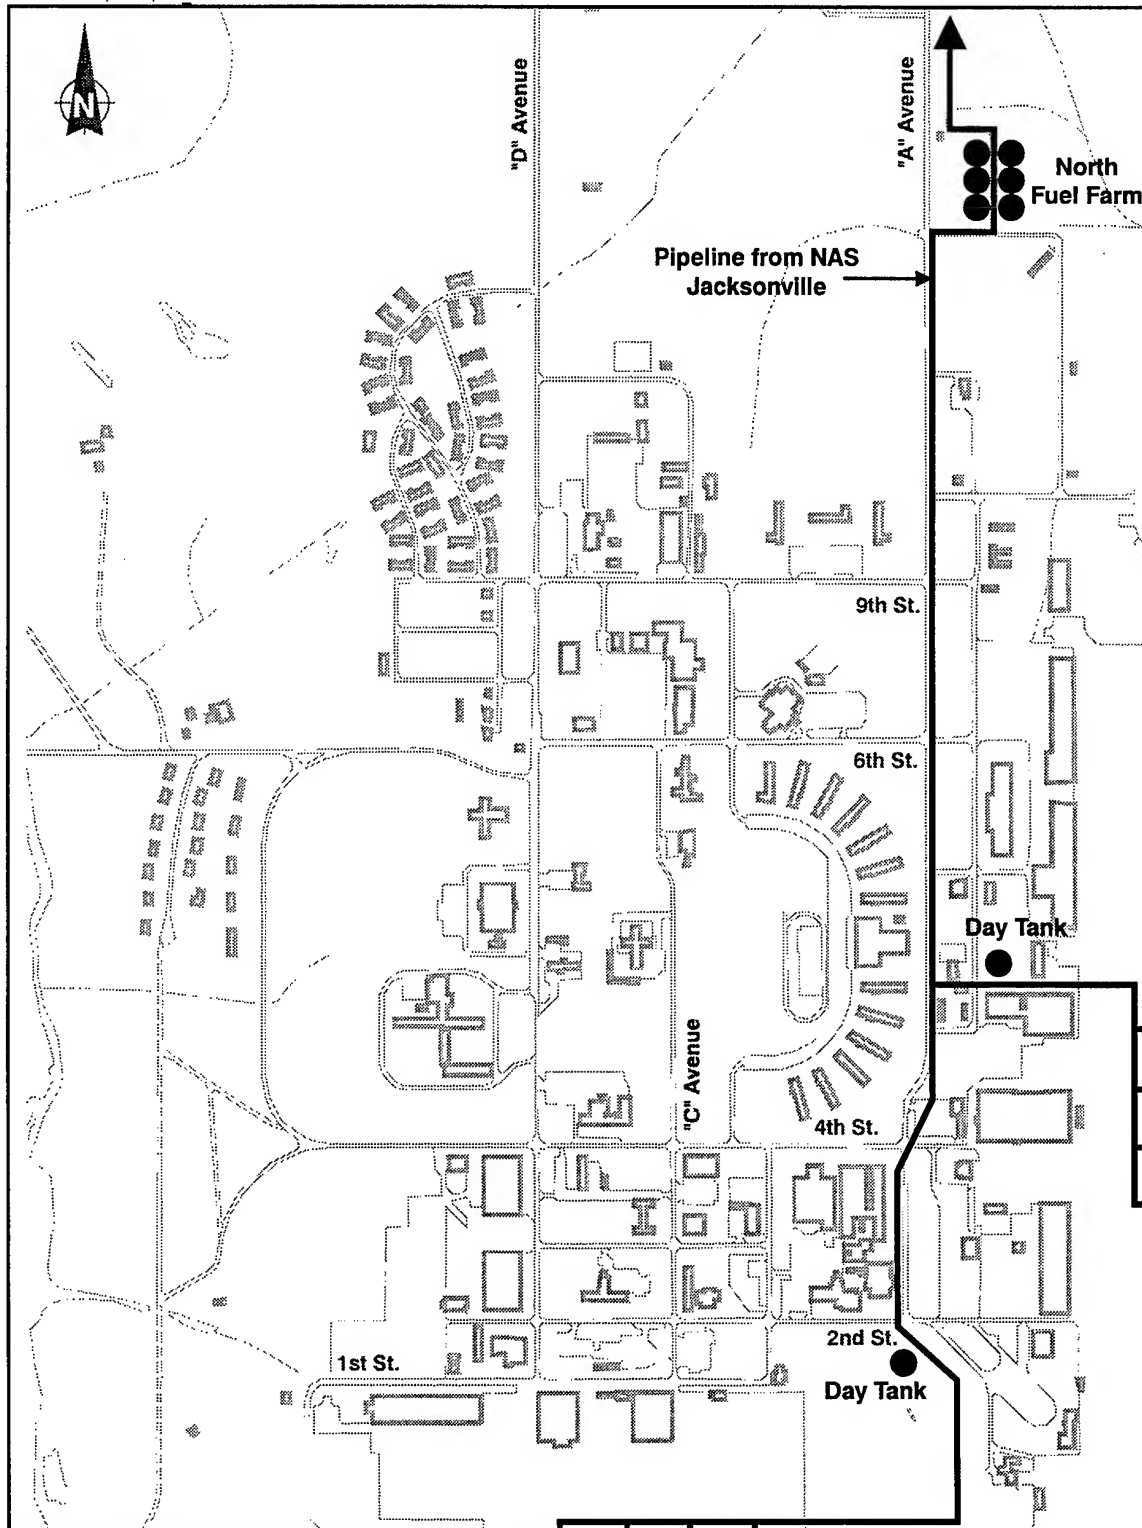 N
"D" Avenue
"A" Avenue
North
Fuel Farm
Pipeline from NAS
Jacksonville
9th St.
6th St.
Day Tank
"C" Avenue
4th St.
2nd St.
1st St.
Day Tank